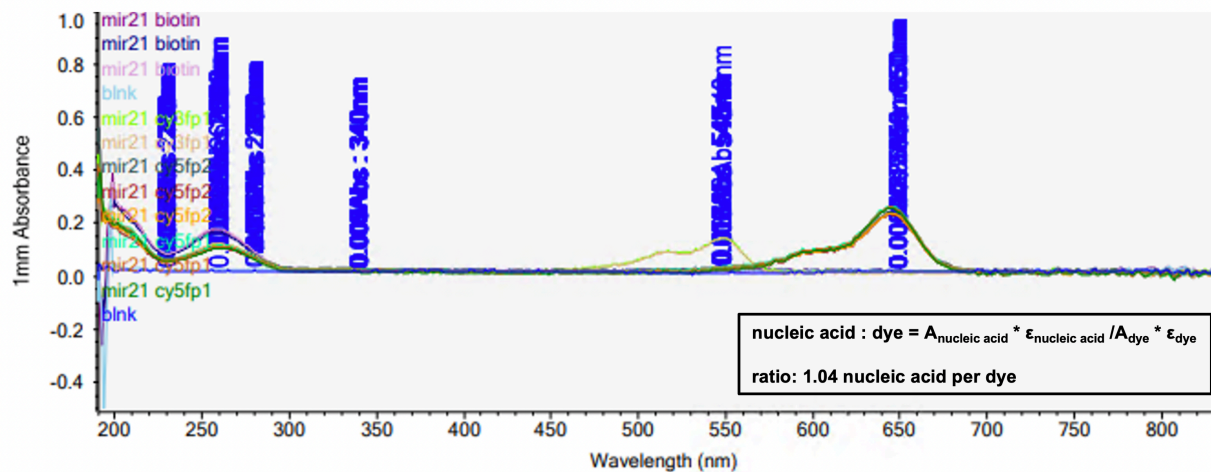 1.0
0.8
0.6
0.4
0.2
0.0
-0.2
-0.4
1mm Absorbance
mir21 biotin
mir21 biotin
mir21 biotin
blnk
mir21 cy3fp1
mir21 cy3fp1
mir21 cy5fp2
mir21 cy5fp2
mir21 cy5fp2
mir21 cy5fp1
mir21 cy5fp1
mir21 cy5fp1
blnk
Abs : 340nm
nucleic acid : dye = Anucleic acid * εnucleic acid /Adye * εdye
ratio: 1.04 nucleic acid per dye
200 250 300 350 400 450 500 550 600 650 700 750 800
Wavelength (nm)